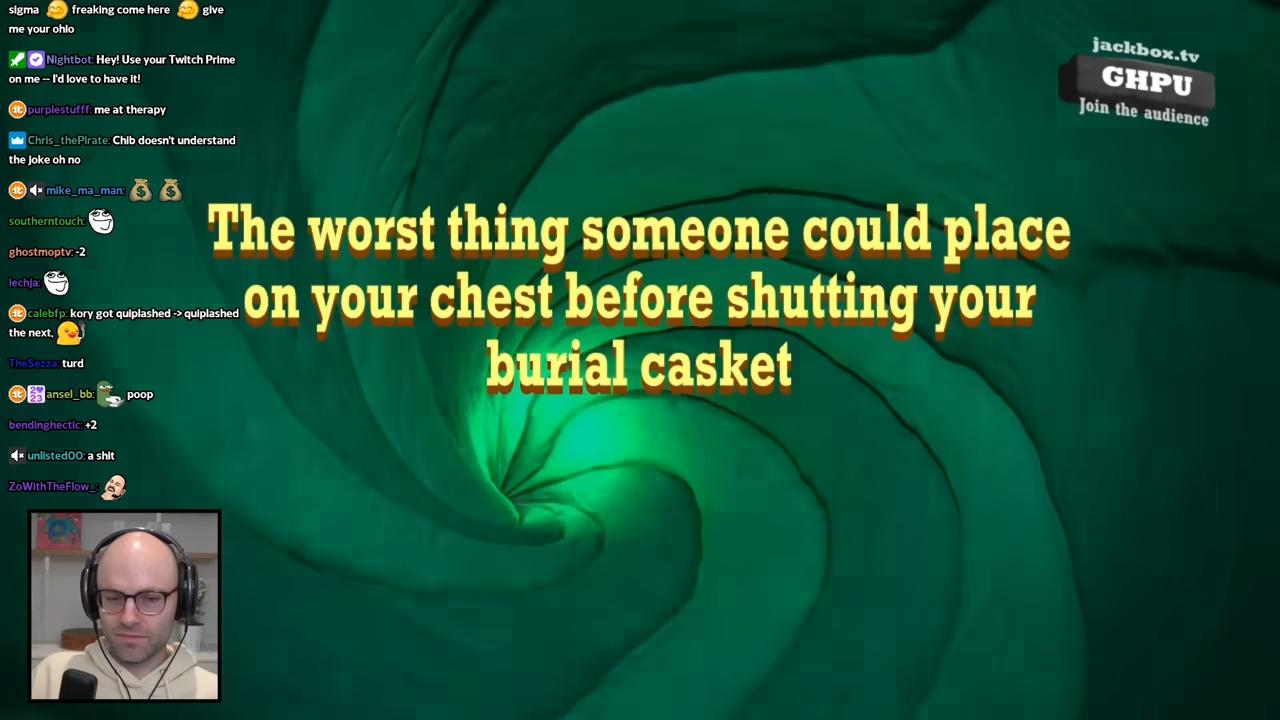 sigma freaking come here give
me your ohio
Nightbot: Hey! Use your Twitch Prime
on me -- I'd love to have it!
purplestufff: me at therapy
Chris_thePirate: Chib doesn't understand
the joke oh no
mike_ma_man:
southerntouch:
ghostmoptv: -2
lechja:
calebfp: kory got quiplashed -> quiplashed
the next,
TheSezza: turd
ansel_bb: poop
bendinghectic: +2
unlisted00: a shit
ZoWithTheFlow_:
The worst thing someone could place
on your chest before shutting your
burial casket
jackbox.tv
GHPU
Join the audience